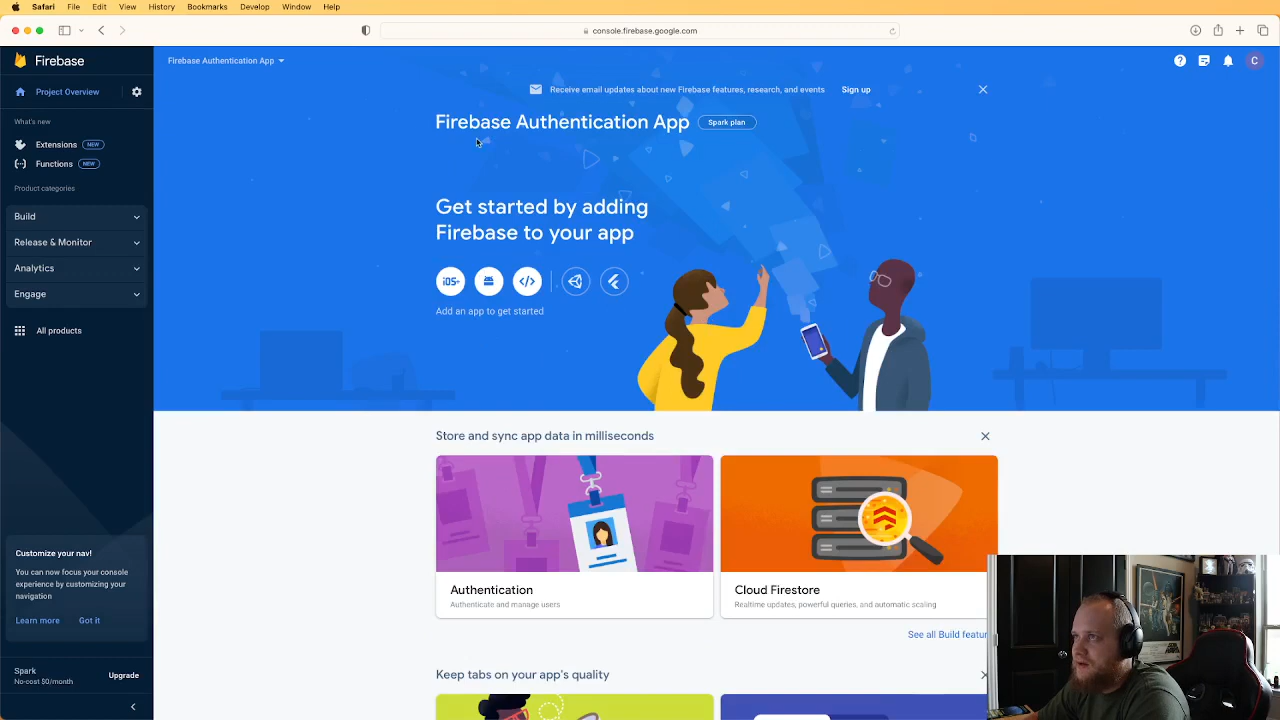 Safari File Edit View History Bookmarks Develop Window Help
console.firebase.google.com
Firebase
Firebase Authentication App
Project Overview
Receive email updates about new Firebase features, research, and events Sign up
Firebase Authentication App Spark plan
What's new
Extensions NEW
Functions NEW
Product categories
Build
Release & Monitor
Analytics
Engage
All products
Get started by adding
Firebase to your app
iOS+
Add an app to get started
Store and sync app data in milliseconds
Authentication
Authenticate and manage users
Cloud Firestore
Realtime updates, powerful queries, and automatic scaling
See all Build featur
Keep tabs on your app's quality
Customize your nav!
You can now focus your console
experience by customizing your
navigation
Learn more Got it
Spark
No-cost $0/month
Upgrade
C